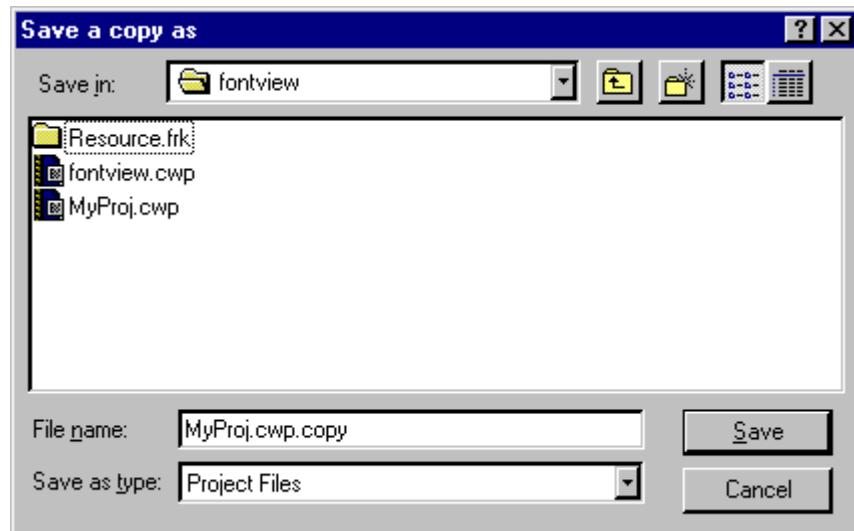 Save a copy as
Save in: fontview
Resource.frk
fontview.cwp
MyProj.cwp
File name: MyProj.cwp.copy Save
Save as type: Project Files Cancel